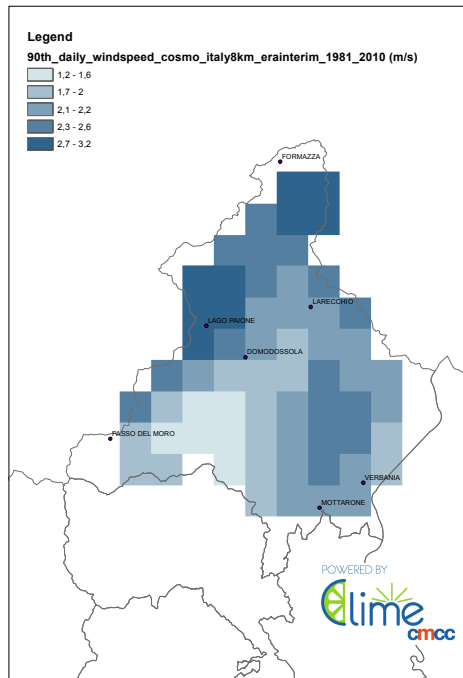 Legend
90th_daily_windspeed_cosmo_italy8km_erainterim_1981_2010 (m/s)
1,2 - 1,6
1,7 - 2
2,1 - 2,2
2,3 - 2,6
2,7 - 3,2
FORMAZZA
LARECCHIO
LAGO PAIONE
DOMODOSSOLA
PASSO DEL MORO
VERBANIA
MOTTARONE
POWERED BY
Clime
cmcc